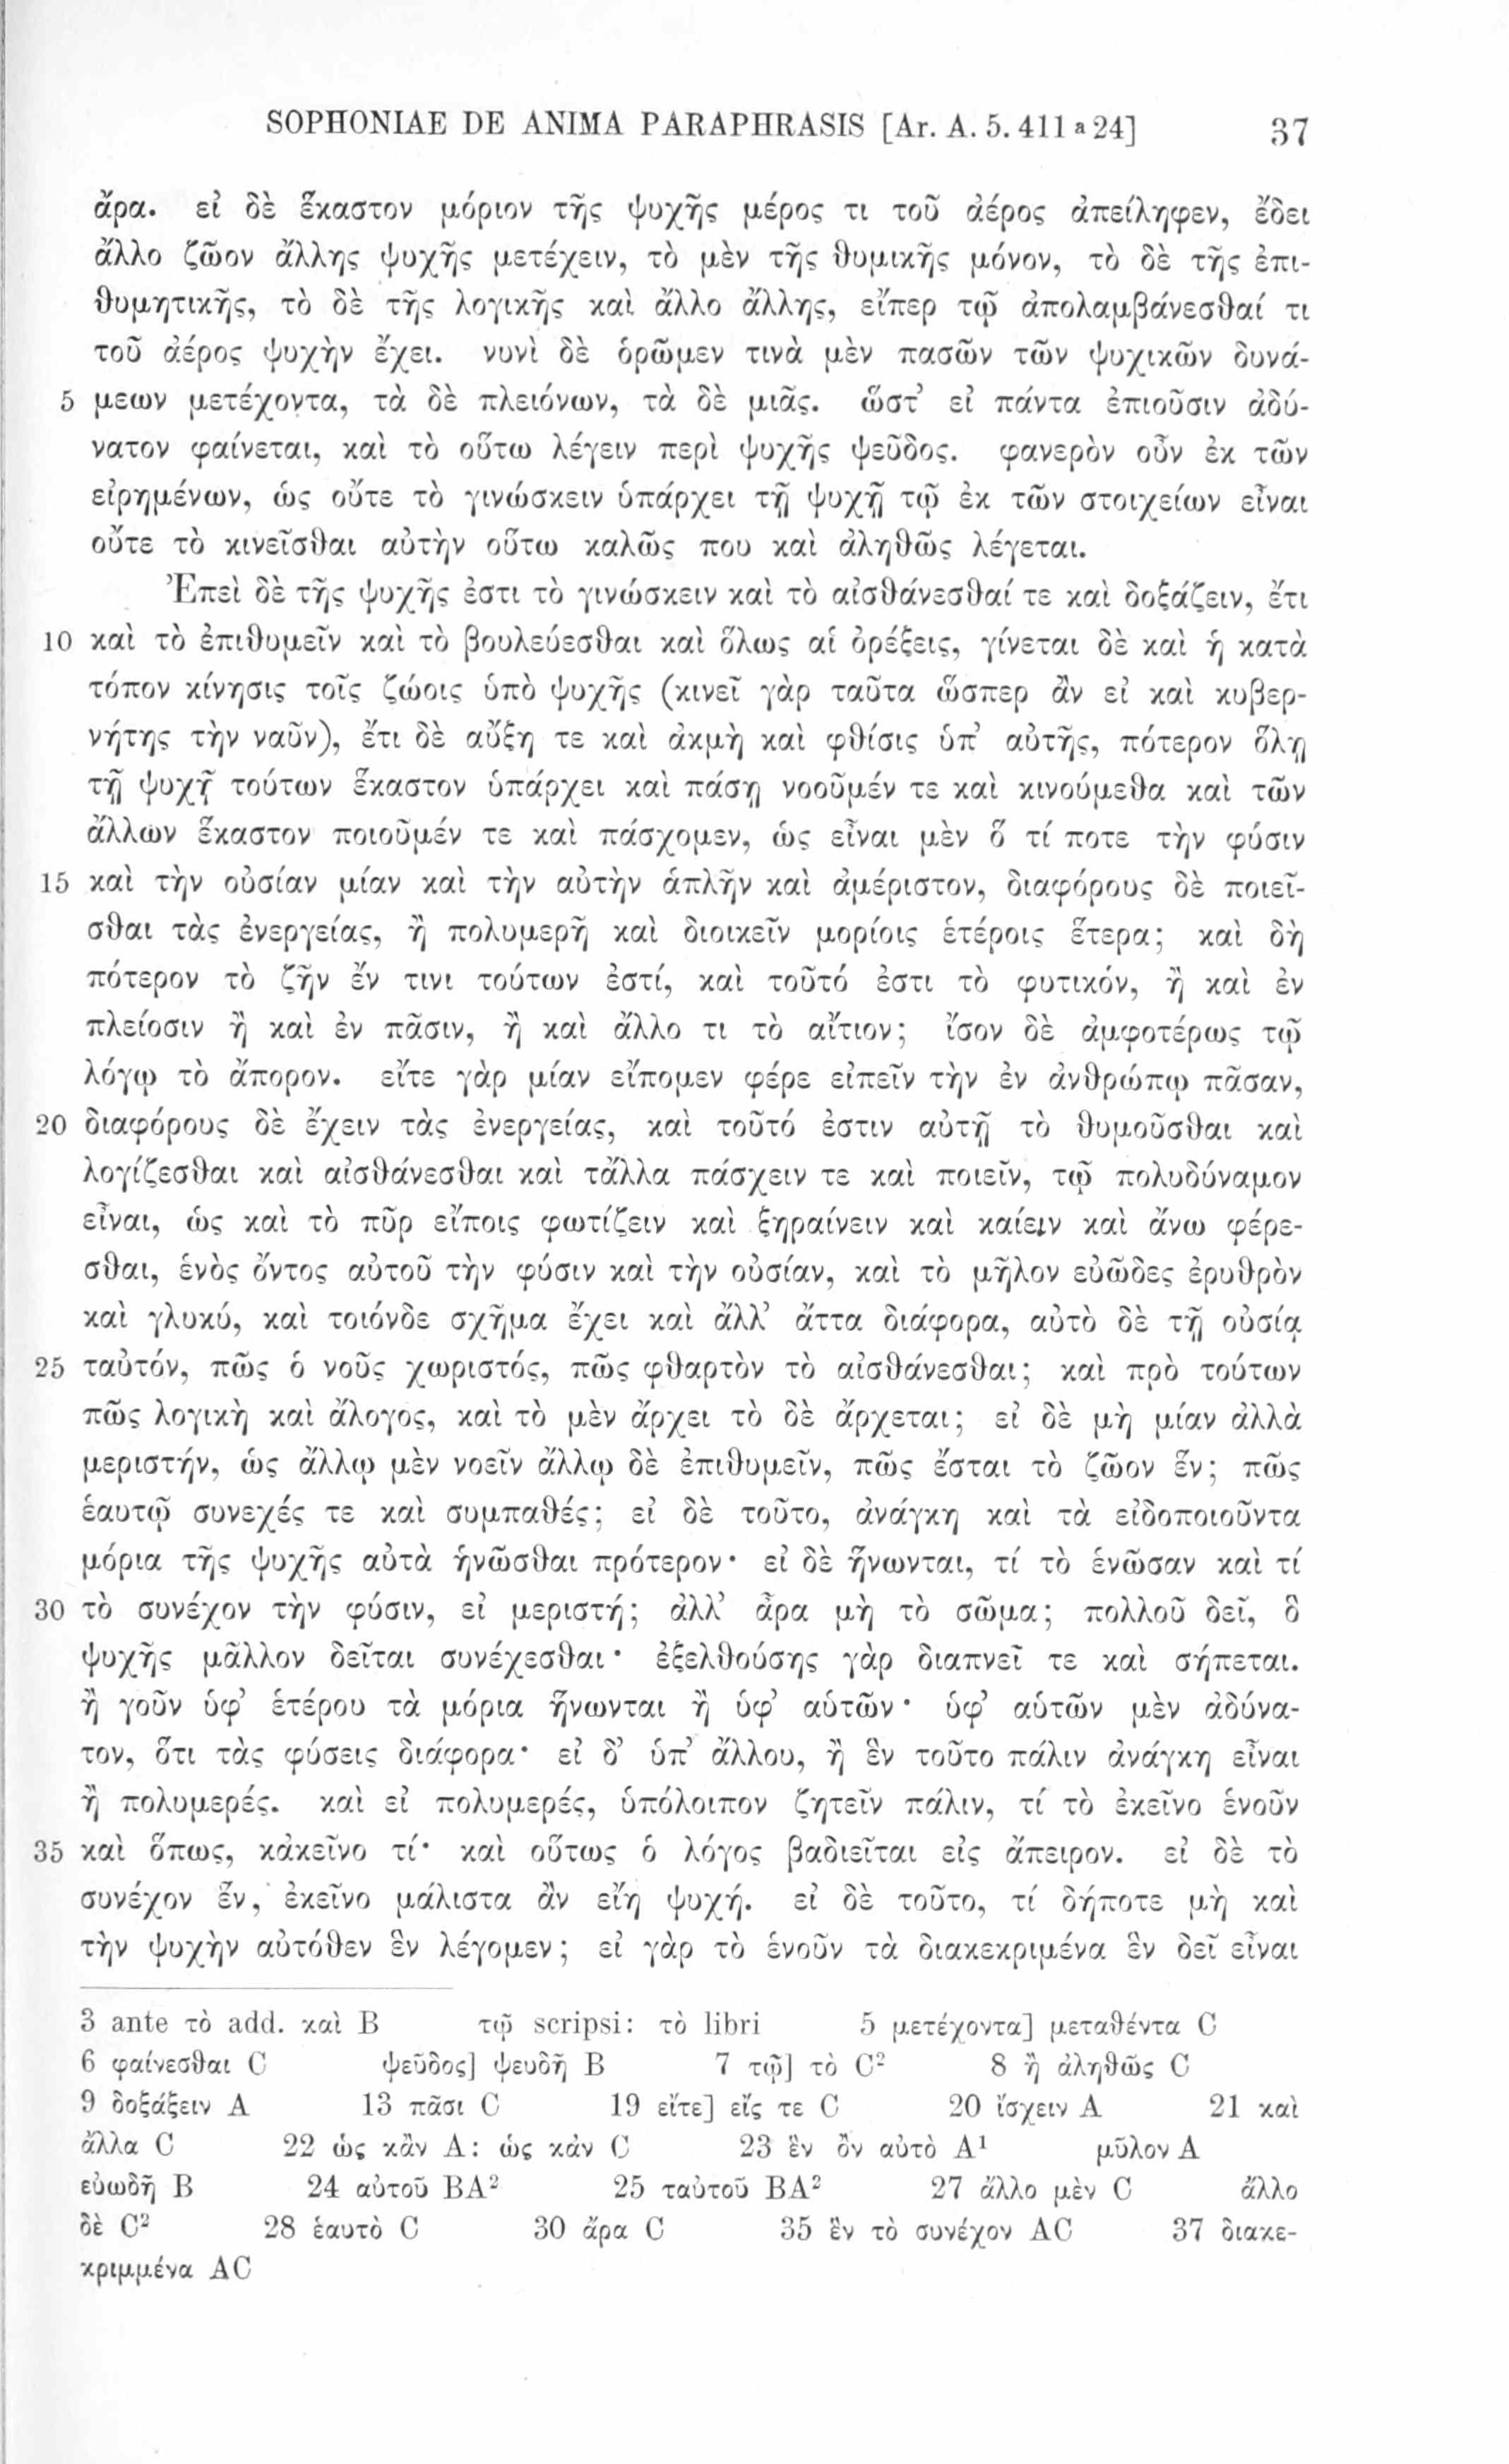 SOPHONIAE DE ANIMA PARAPHRASIS [Ar. A. 5. 411 a 24] 37
ἄρα. εἰ δὲ ἕκαστον μόριον τῆς ψυχῆς μέρος τι τοῦ ἀέρος ἀπείληφεν, ἔδει
ἄλλο ζῶον ἄλλης ψυχῆς μετέχειν, τὸ μὲν τῆς θυμικῆς μόνον, τὸ δὲ τῆς ἐπι-
θυμητικῆς, τὸ δὲ τῆς λογικῆς καὶ ἄλλο ἄλλης, εἴπερ τῷ ἀπολαμβάνεσθαί τι
τοῦ ἀέρος ψυχὴν ἔχει. νυνὶ δὲ ὁρῶμεν τινὰ μὲν πασῶν τῶν ψυχικῶν δυνά-
5 μεων μετέχοντα, τὰ δὲ πλειόνων, τὰ δὲ μιᾶς. ὥστ’ εἰ πάντα ἐπιοῦσιν ἀδύ-
νατον φαίνεται, καὶ τὸ οὕτω λέγειν περὶ ψυχῆς ψεῦδος. φανερὸν οὖν ἐκ τῶν
εἰρημένων, ὡς οὔτε τὸ γινώσκειν ὑπάρχει τῇ ψυχῇ τῷ ἐκ τῶν στοιχείων εἶναι
οὔτε τὸ κινεῖσθαι αὐτὴν οὕτω καλῶς που καὶ ἀληθῶς λέγεται.
Ἐπεὶ δὲ τῆς ψυχῆς ἐστι τὸ γινώσκειν καὶ τὸ αἰσθάνεσθαί τε καὶ δοξάζειν, ἔτι
10 καὶ τὸ ἐπιθυμεῖν καὶ τὸ βουλεύεσθαι καὶ ὅλως αἱ ὀρέξεις, γίνεται δὲ καὶ ἡ κατὰ
τόπον κίνησις τοῖς ζώοις ὑπὸ ψυχῆς (κινεῖ γὰρ ταῦτα ὥσπερ ἂν εἰ καὶ κυβερ-
νήτης τὴν ναῦν), ἔτι δὲ αὔξη τε καὶ ἀκμὴ καὶ φθίσις ὑπ’ αὐτῆς, πότερον ὅλῃ
τῇ ψυχῇ τούτων ἕκαστον ὑπάρχει καὶ πάσῃ νοοῦμέν τε καὶ κινούμεθα καὶ τῶν
ἄλλων ἕκαστον ποιοῦμέν τε καὶ πάσχομεν, ὡς εἶναι μὲν ὅ τί ποτε τὴν φύσιν
15 καὶ τὴν οὐσίαν μίαν καὶ τὴν αὐτὴν ἁπλῆν καὶ ἀμέριστον, διαφόρους δὲ ποιεῖ-
σθαι τὰς ἐνεργείας, ἢ πολυμερῆ καὶ διοικεῖν μορίοις ἑτέροις ἕτερα; καὶ δὴ
πότερον τὸ ζῆν ἔν τινι τούτων ἐστί, καὶ τοῦτό ἐστι τὸ φυτικόν, ἢ καὶ ἐν
πλείοσιν ἢ καὶ ἐν πᾶσιν, ἢ καὶ ἄλλο τι τὸ αἴτιον; ἴσον δὲ ἀμφοτέρως τῷ
λόγῳ τὸ ἄπορον. εἴτε γὰρ μίαν εἴπομεν φέρε εἰπεῖν τὴν ἐν ἀνθρώπῳ πᾶσαν,
20 διαφόρους δὲ ἔχειν τὰς ἐνεργείας, καὶ τοῦτό ἐστιν αὐτῇ τὸ θυμοῦσθαι καὶ
λογίζεσθαι καὶ αἰσθάνεσθαι καὶ τἄλλα πάσχειν τε καὶ ποιεῖν, τῷ πολυδύναμον
εἶναι, ὡς καὶ τὸ πῦρ εἴποις φωτίζειν καὶ ξηραίνειν καὶ καίειν καὶ ἄνω φέρε-
σθαι, ἑνὸς ὄντος αὐτοῦ τὴν φύσιν καὶ τὴν οὐσίαν, καὶ τὸ μῆλον εὐῶδες ἐρυθρὸν
καὶ γλυκύ, καὶ τοιόνδε σχῆμα ἔχει καὶ ἄλλ’ ἄττα διάφορα, αὐτὸ δὲ τῇ οὐσίᾳ
25 ταὐτόν, πῶς ὁ νοῦς χωριστός, πῶς φθαρτὸν τὸ αἰσθάνεσθαι; καὶ πρὸ τούτων
πῶς λογικὴ καὶ ἄλογος, καὶ τὸ μὲν ἄρχει τὸ δὲ ἄρχεται; εἰ δὲ μὴ μίαν ἀλλὰ
μεριστήν, ὡς ἄλλῳ μὲν νοεῖν ἄλλῳ δὲ ἐπιθυμεῖν, πῶς ἔσται τὸ ζῶον ἕν; πῶς
ἑαυτῷ συνεχές τε καὶ συμπαθές; εἰ δὲ τοῦτο, ἀνάγκη καὶ τὰ εἰδοποιοῦντα
μόρια τῆς ψυχῆς αὐτὰ ἡνῶσθαι πρότερον· εἰ δὲ ἥνωνται, τί τὸ ἑνῶσαν καὶ τί
30 τὸ συνέχον τὴν φύσιν, εἰ μεριστή; ἀλλ’ ἆρα μὴ τὸ σῶμα; πολλοῦ δεῖ, ὃ
ψυχῆς μᾶλλον δεῖται συνέχεσθαι· ἐξελθούσης γὰρ διαπνεῖ τε καὶ σήπεται.
ἢ γοῦν ὑφ’ ἑτέρου τὰ μόρια ἥνωνται ἢ ὑφ’ αὑτῶν· ὑφ’ αὑτῶν μὲν ἀδύνα-
τον, ὅτι τὰς φύσεις διάφορα· εἰ δ’ ὑπ’ ἄλλου, ἢ ἓν τοῦτο πάλιν ἀνάγκη εἶναι
ἢ πολυμερές. καὶ εἰ πολυμερές, ὑπόλοιπον ζητεῖν πάλιν, τί τὸ ἐκεῖνο ἑνοῦν
35 καὶ ὅπως, κἀκεῖνο τί· καὶ οὕτως ὁ λόγος βαδιεῖται εἰς ἄπειρον. εἰ δὲ τὸ
συνέχον ἕν, ἐκεῖνο μάλιστα ἂν εἴη ψυχή. εἰ δὲ τοῦτο, τί δήποτε μὴ καὶ
τὴν ψυχὴν αὐτόθεν ἓν λέγομεν; εἰ γὰρ τὸ ἑνοῦν τὰ διακεκριμένα ἓν δεῖ εἶναι
3 ante τὸ add. καὶ B τῷ scripsi: τὸ libri 5 μετέχοντα] μεταθέντα C
6 φαίνεσθαι C ψεῦδος] ψευδῆ B 7 τῷ] τὸ C² 8 ἢ ἀληθῶς C
9 δοξάξειν A 13 πᾶσι C 19 εἴτε] εἴς τε C 20 ἴσχειν A 21 καὶ
ἄλλα C 22 ὡς κἂν A: ὡς κἀν C 23 ἓν ὂν αὐτὸ A¹ μῦλον A
εὐωδῆ B 24 αὐτοῦ BA² 25 ταὐτοῦ BA² 27 ἄλλο μὲν C ἄλλο
δὲ C² 28 ἑαυτὸ C 30 ἄρα C 35 ἓν τὸ συνέχον AC 37 διακε-
κριμμένα AC